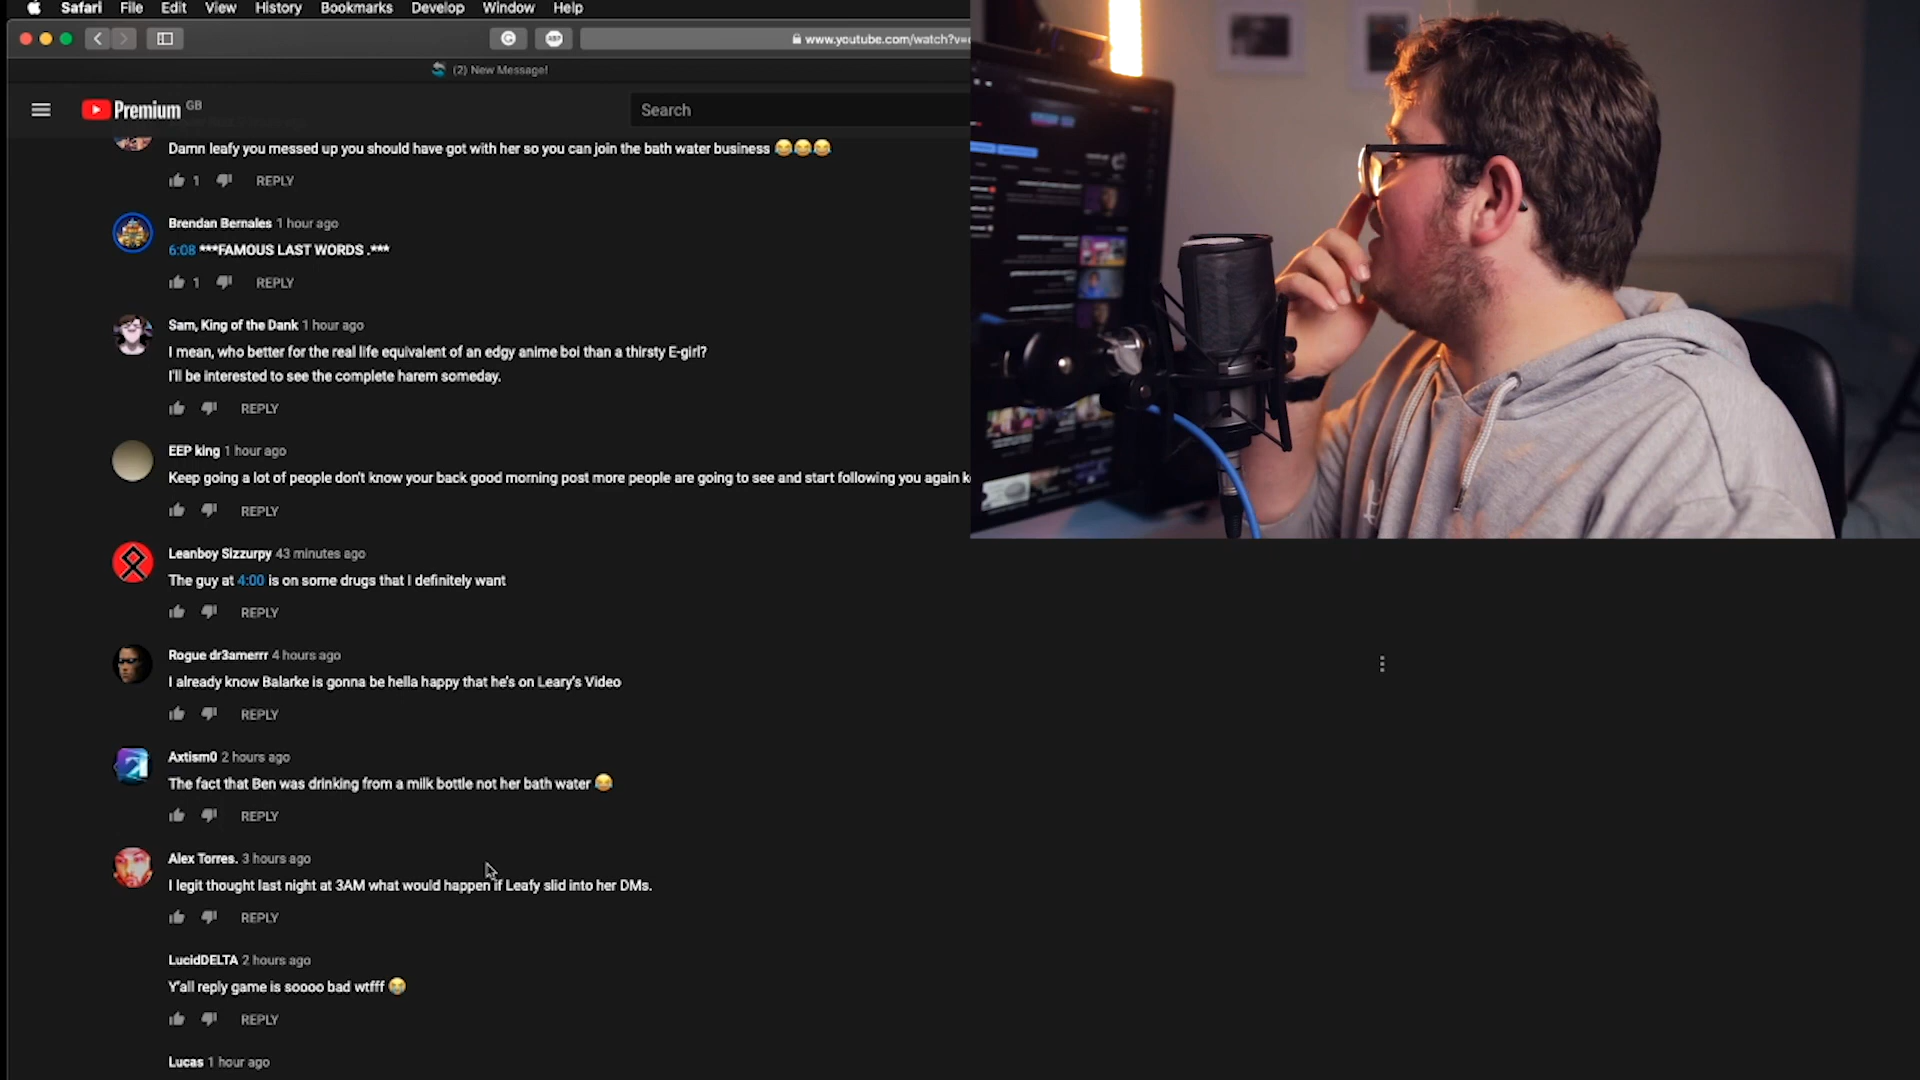 Safari File Edit View History Bookmarks Develop Window Help
www.youtube.com/watch?v=
(2) New Message!
Premium GB
Search
Damn leafy you messed up you should have got with her so you can join the bath water business 😂😂😂
1 REPLY
Brendan Bernales 1 hour ago
6:08 ***FAMOUS LAST WORDS .***
1 REPLY
Sam, King of the Dank 1 hour ago
I mean, who better for the real life equivalent of an edgy anime boi than a thirsty E-girl?
I'll be interested to see the complete harem someday.
REPLY
EEP king 1 hour ago
Keep going a lot of people don't know your back good morning post more people are going to see and start following you again
REPLY
Leanboy Sizzurpy 43 minutes ago
The guy at 4:00 is on some drugs that I definitely want
REPLY
Rogue dr3amerrr 4 hours ago
I already know Balarke is gonna be hella happy that he's on Leary's Video
REPLY
Axtism0 2 hours ago
The fact that Ben was drinking from a milk bottle not her bath water 😂
REPLY
Alex Torres. 3 hours ago
I legit thought last night at 3AM what would happen if Leafy slid into her DMs.
REPLY
LucidDELTA 2 hours ago
Y'all reply game is soooo bad wtfff 😭
REPLY
Lucas 1 hour ago